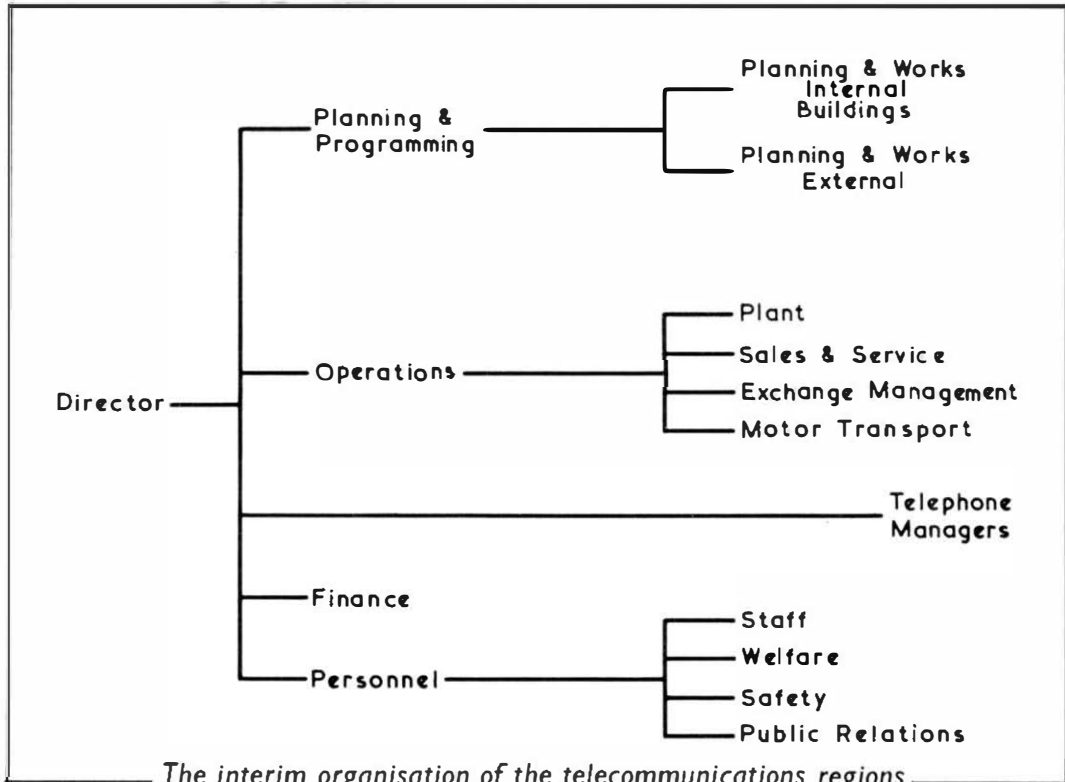 Planning & Works
Internal
Buildings
Planning &
Programming
Planning & Works
External
Plant
Operations
Sales & Service
Director
Exchange Management
Motor Transport
Telephone
Managers
Finance
Staff
Personnel
Welfare
Safety
Public Relations
The interim organisation of the telecommunications regions